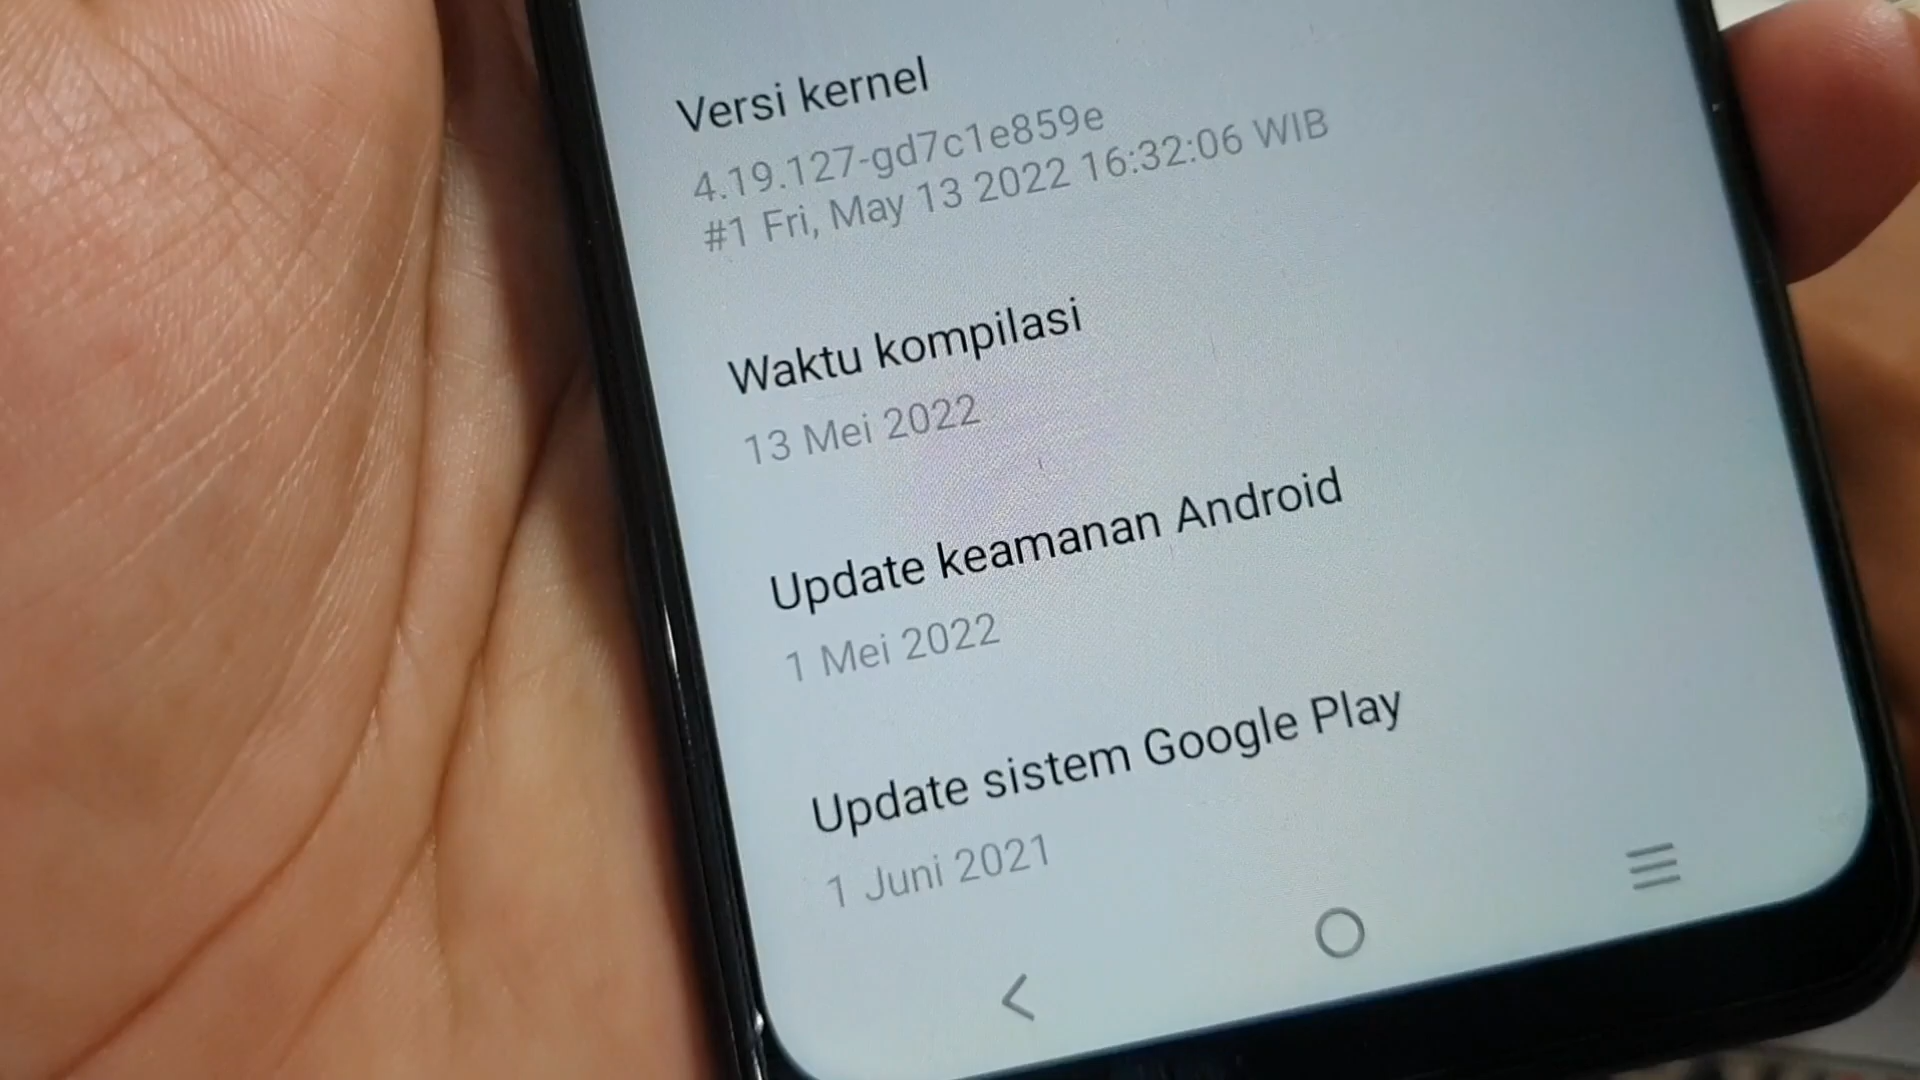 Versi kernel
4.19.127-gd7c1e859e
#1 Fri, May 13 2022 16:32:06 WIB
Waktu kompilasi
13 Mei 2022
Update keamanan Android
1 Mei 2022
Update sistem Google Play
1 Juni 2021